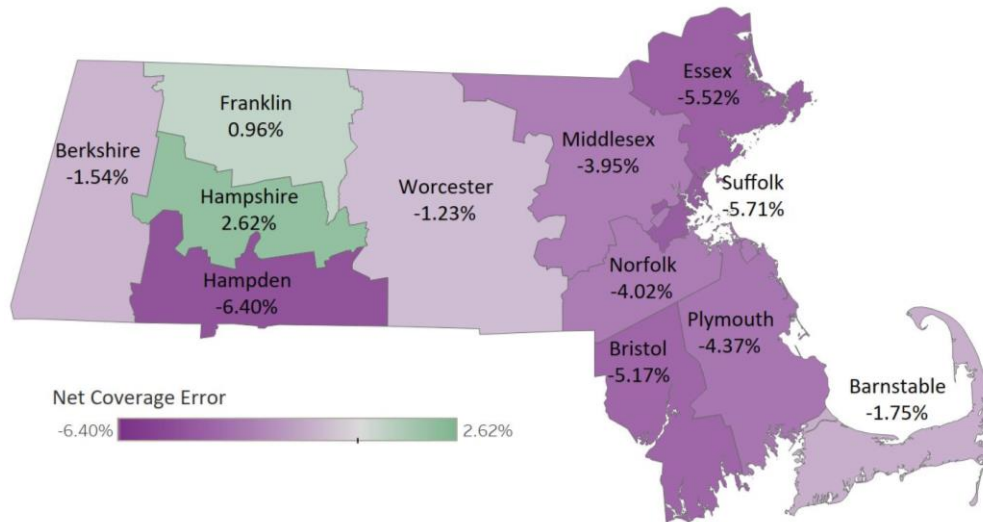 Essex
-5.52%
Franklin
0.96%
Middlesex
-3.95%
Berkshire
-1.54%
Worcester
-1.23%
Suffolk
-5.71%
Hampshire
2.62%
Norfolk
-4.02%
Hampden
-6.40%
Plymouth
-4.37%
Bristol
-5.17%
Barnstable
-1.75%
Net Coverage Error
-6.40% 2.62%